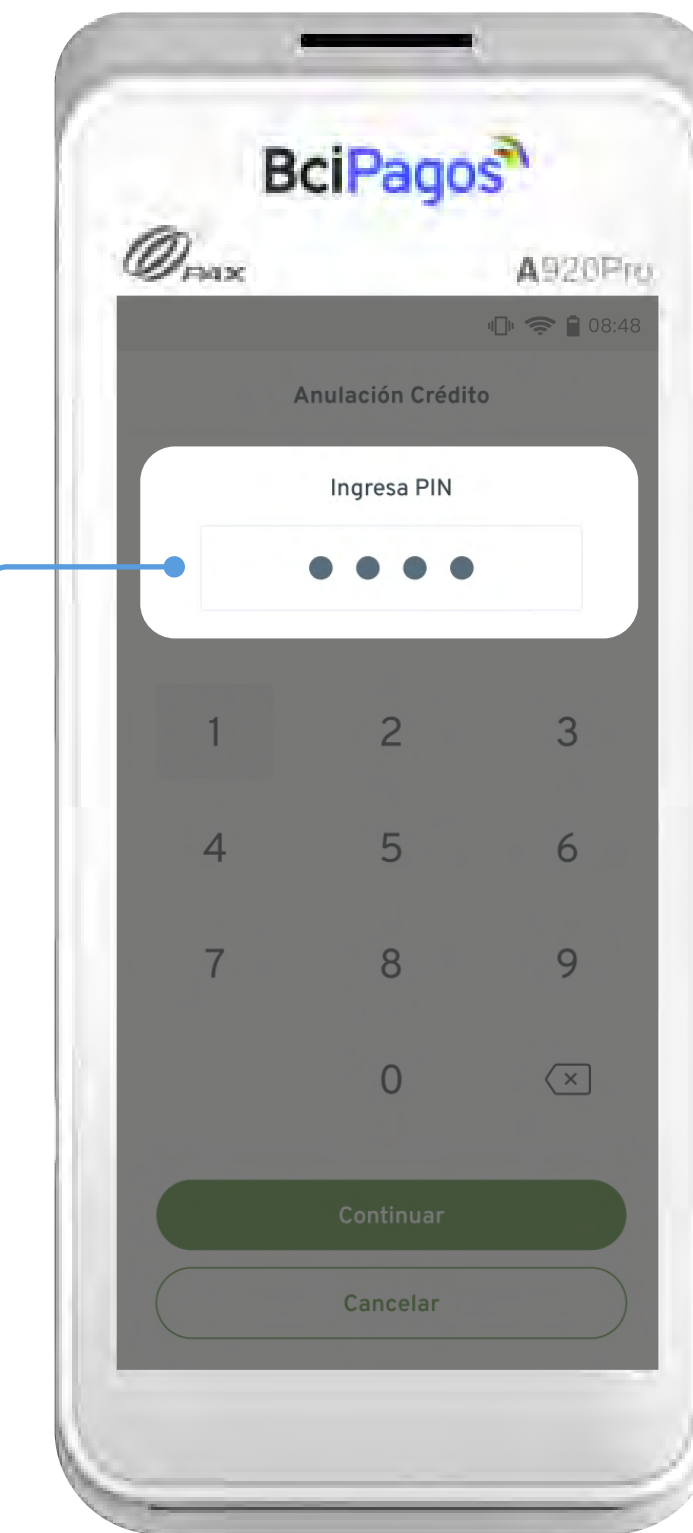 BciPagos
PAX A920Pro
08:48
Anulación Crédito
Ingresa PIN
1 2 3
4 5 6
7 8 9
0
Continuar
Cancelar